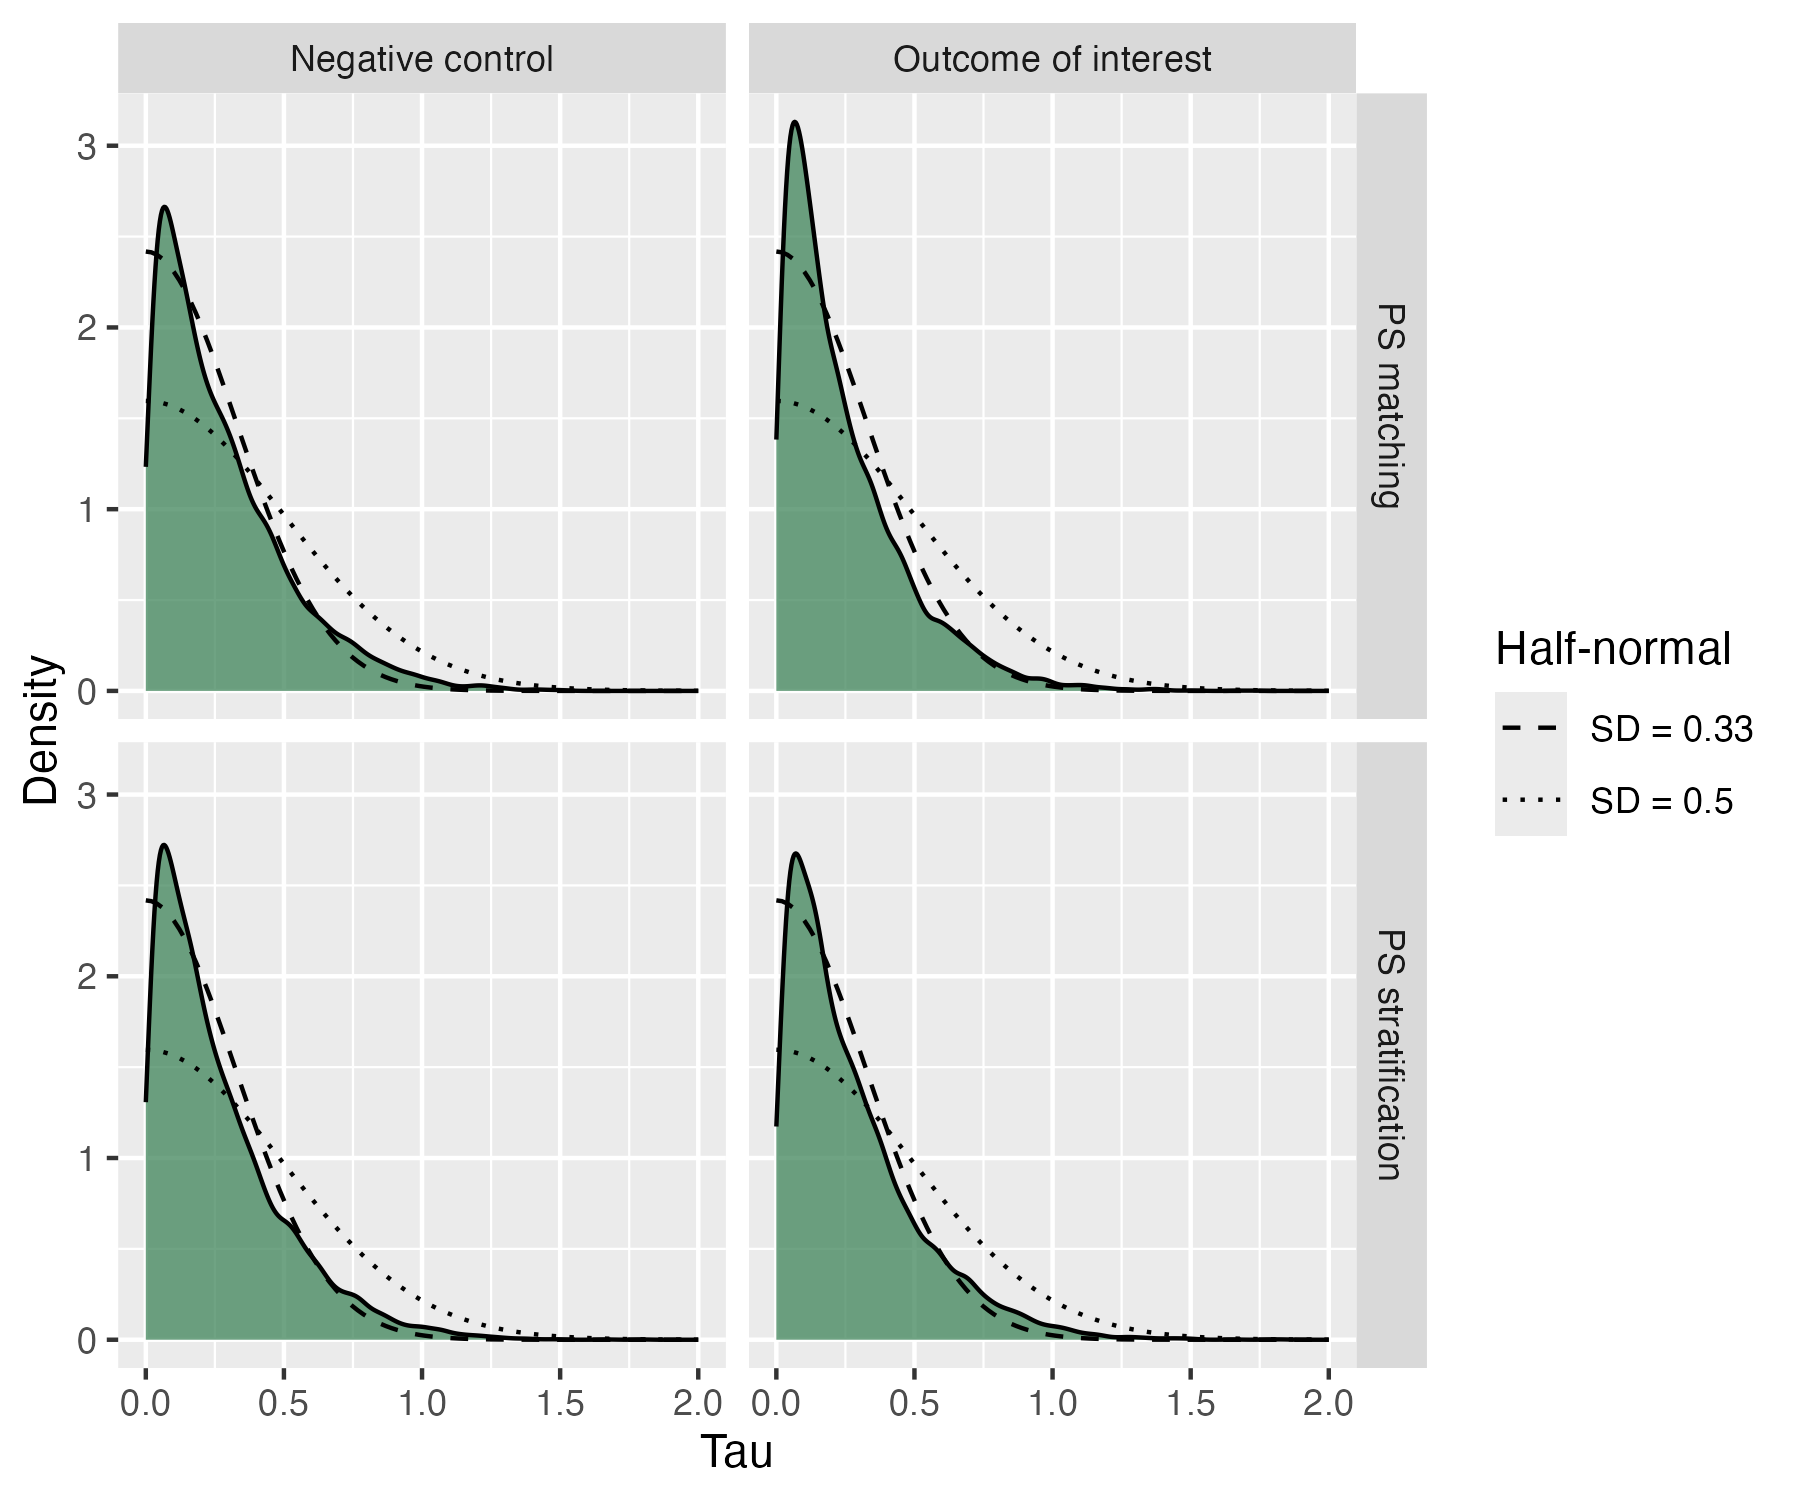 Negative control
Outcome of interest
3
2
1
0
PS matching
Density
3
2
1
0
PS stratification
0.0 0.5 1.0 1.5 2.0
0.0 0.5 1.0 1.5 2.0
Tau
Half-normal
SD = 0.33
SD = 0.5